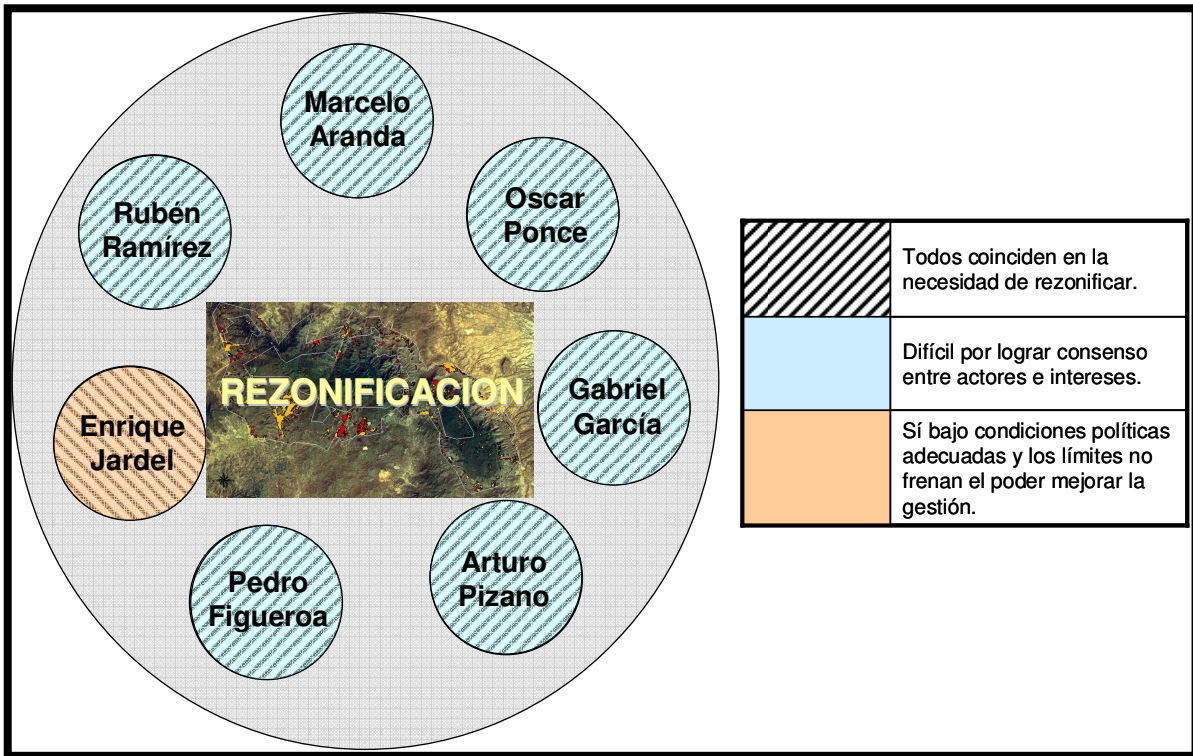 Marcelo
Aranda
Oscar
Ponce
Rubén
Ramírez
REZONIFICACION
Gabriel
García
Enrique
Jardel
Arturo
Pizano
Pedro
Figueroa
Todos coinciden en la
necesidad de rezonificar.
Difícil por lograr consenso
entre actores e intereses.
Sí bajo condiciones políticas
adecuadas y los límites no
frenan el poder mejorar la
gestión.